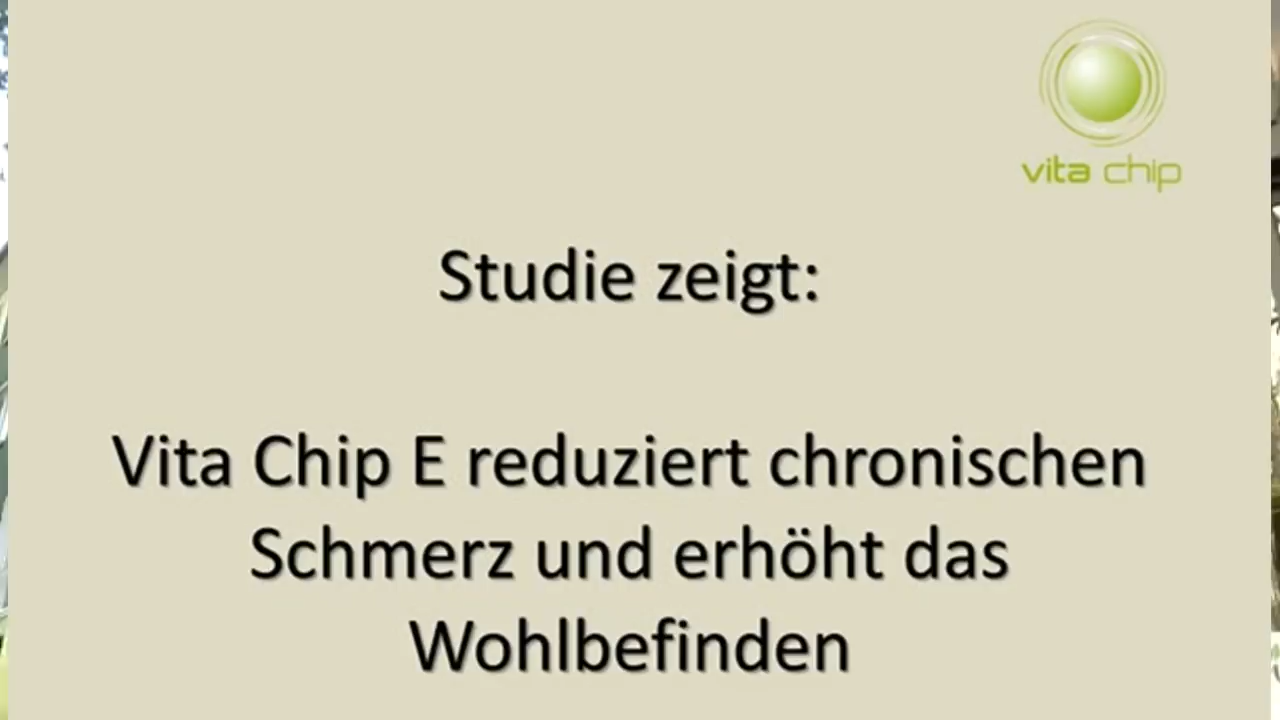 vita chip
Studie zeigt:
Vita Chip E reduziert chronischen
Schmerz und erhöht das
Wohlbefinden